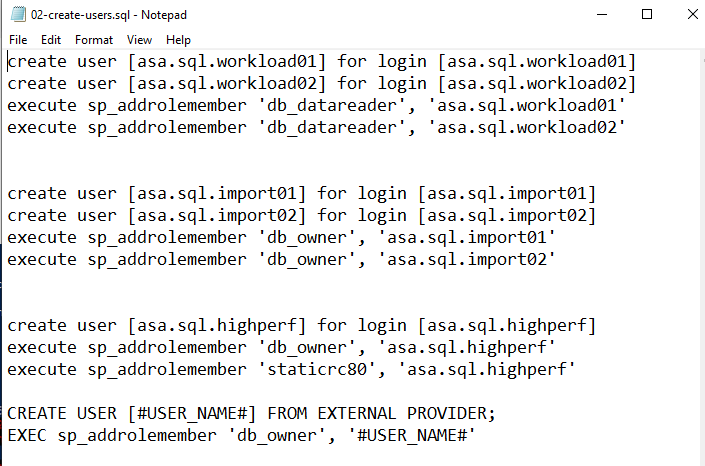 02-create-users.sql - Notepad
File Edit Format View Help
create user [asa.sql.workload01] for login [asa.sql.workload01]
create user [asa.sql.workload02] for login [asa.sql.workload02]
execute sp_addrolemember 'db_datareader', 'asa.sql.workload01'
execute sp_addrolemember 'db_datareader', 'asa.sql.workload02'
create user [asa.sql.import01] for login [asa.sql.import01]
create user [asa.sql.import02] for login [asa.sql.import02]
execute sp_addrolemember 'db_owner', 'asa.sql.import01'
execute sp_addrolemember 'db_owner', 'asa.sql.import02'
create user [asa.sql.highperf] for login [asa.sql.highperf]
execute sp_addrolemember 'db_owner', 'asa.sql.highperf'
execute sp_addrolemember 'staticrc80', 'asa.sql.highperf'
CREATE USER [#USER_NAME#] FROM EXTERNAL PROVIDER;
EXEC sp_addrolemember 'db_owner', '#USER_NAME#'